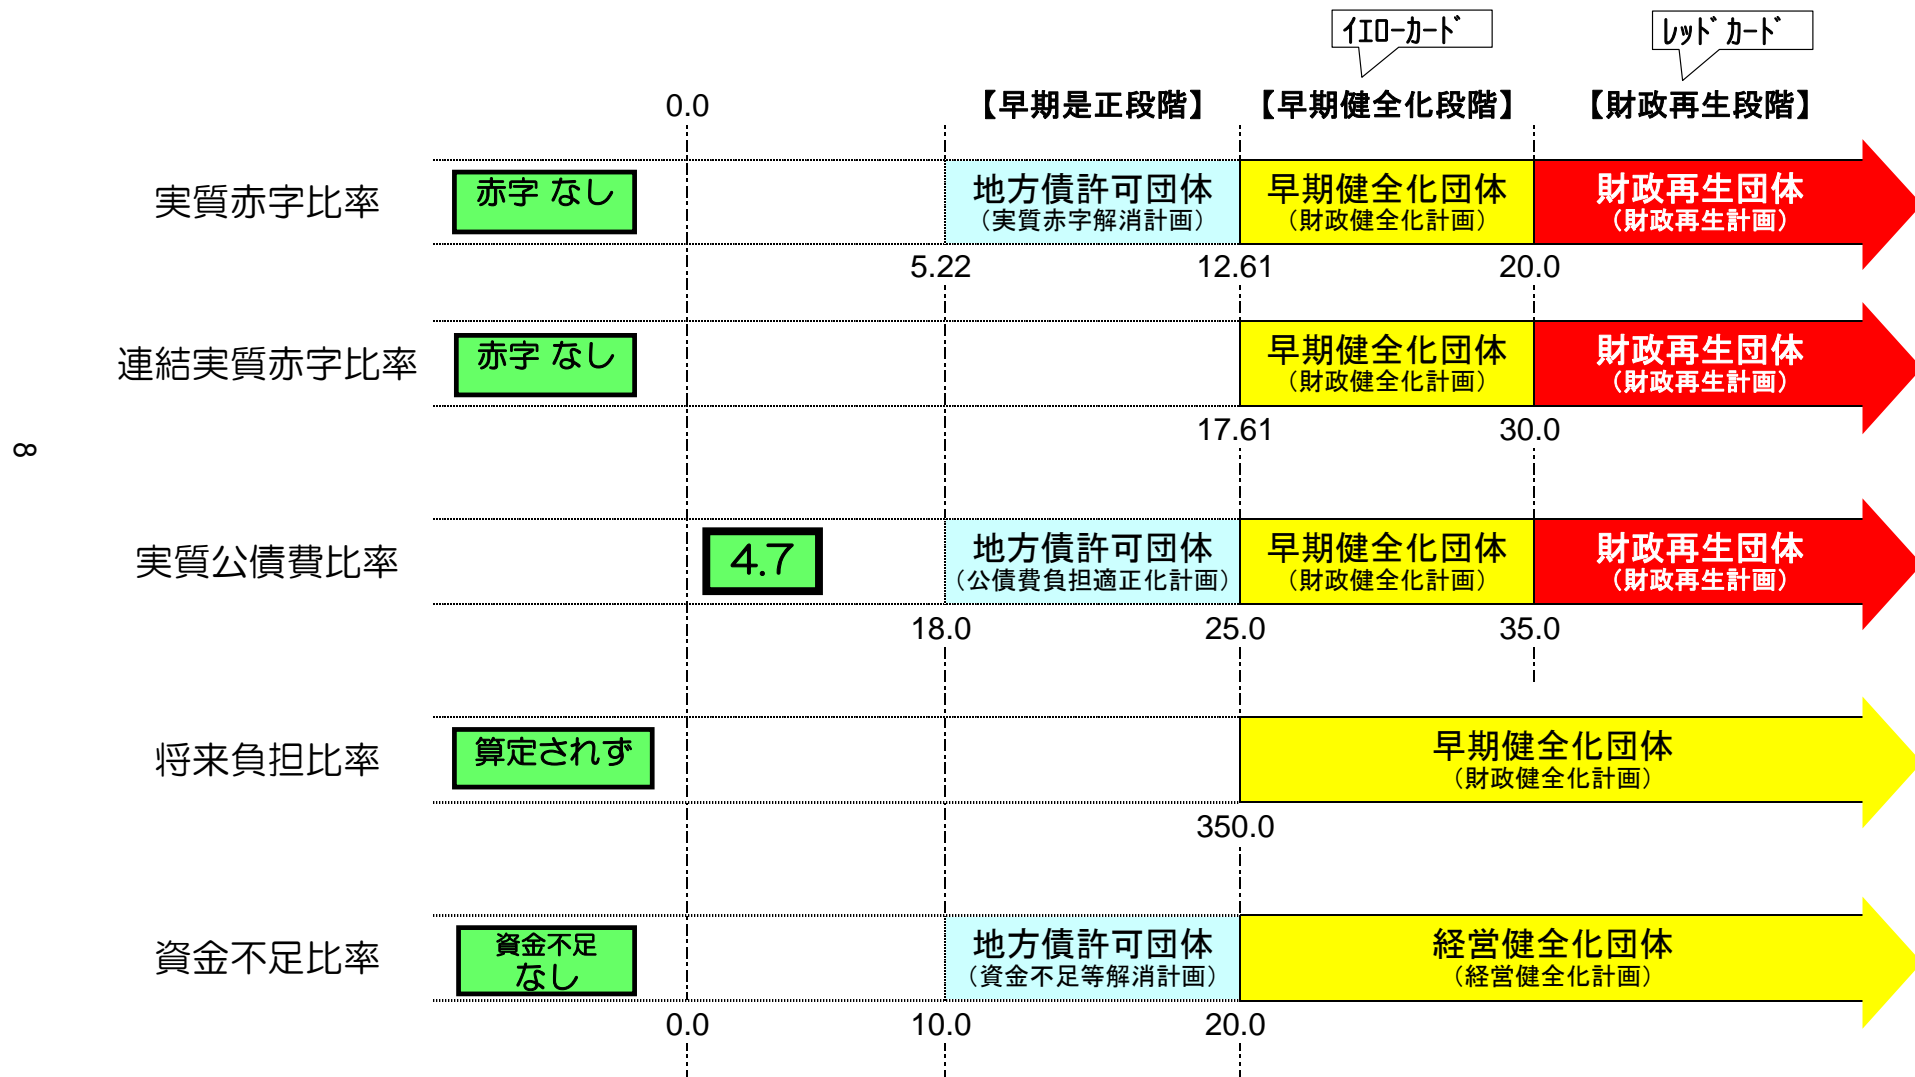 ｲｴﾛｰｶｰﾄﾞ
ﾚｯﾄﾞｶｰﾄﾞ
0.0
【早期是正段階】
【早期健全化段階】
【財政再生段階】
実質赤字比率
赤字 なし
地方債許可団体
（実質赤字解消計画）
早期健全化団体
（財政健全化計画）
財政再生団体
（財政再生計画）
5.22
12.61
20.0
連結実質赤字比率
赤字 なし
早期健全化団体
（財政健全化計画）
財政再生団体
（財政再生計画）
17.61
30.0
8
実質公債費比率
4.7
地方債許可団体
（公債費負担適正化計画）
早期健全化団体
（財政健全化計画）
財政再生団体
（財政再生計画）
18.0
25.0
35.0
将来負担比率
算定されず
早期健全化団体
（財政健全化計画）
350.0
資金不足比率
資金不足
なし
地方債許可団体
（資金不足等解消計画）
経営健全化団体
（経営健全化計画）
0.0
10.0
20.0